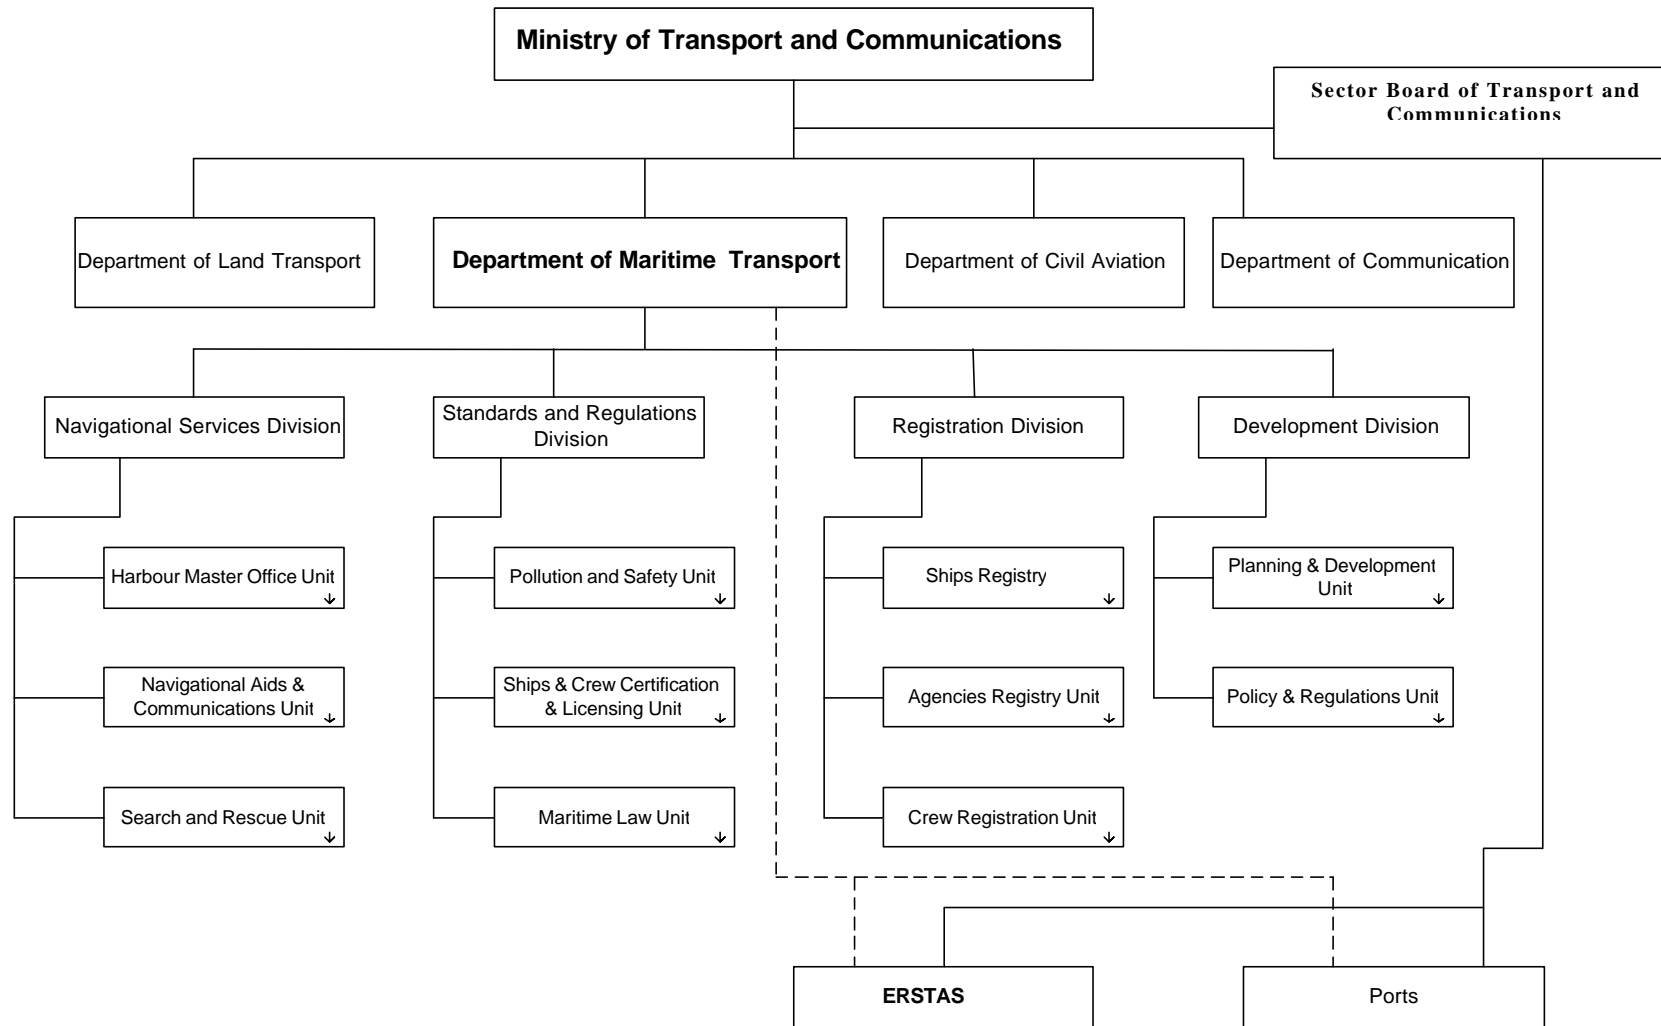 Ministry of Transport and Communications
Sector Board of Transport and
Communications
Department of Land Transport
Department of Maritime Transport
Department of Civil Aviation
Department of Communication
Navigational Services Division
Standards and Regulations
Division
Registration Division
Development Division
Harbour Master Office Unit
Pollution and Safety Unit
Ships Registry
Planning & Development
Unit
Navigational Aids &
Communications Unit
Ships & Crew Certification
& Licensing Unit
Agencies Registry Unit
Policy & Regulations Unit
Search and Rescue Unit
Maritime Law Unit
Crew Registration Unit
ERSTAS
Ports